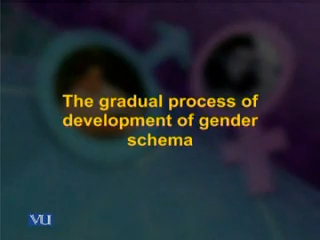 The gradual process of
development of gender
schema
VU